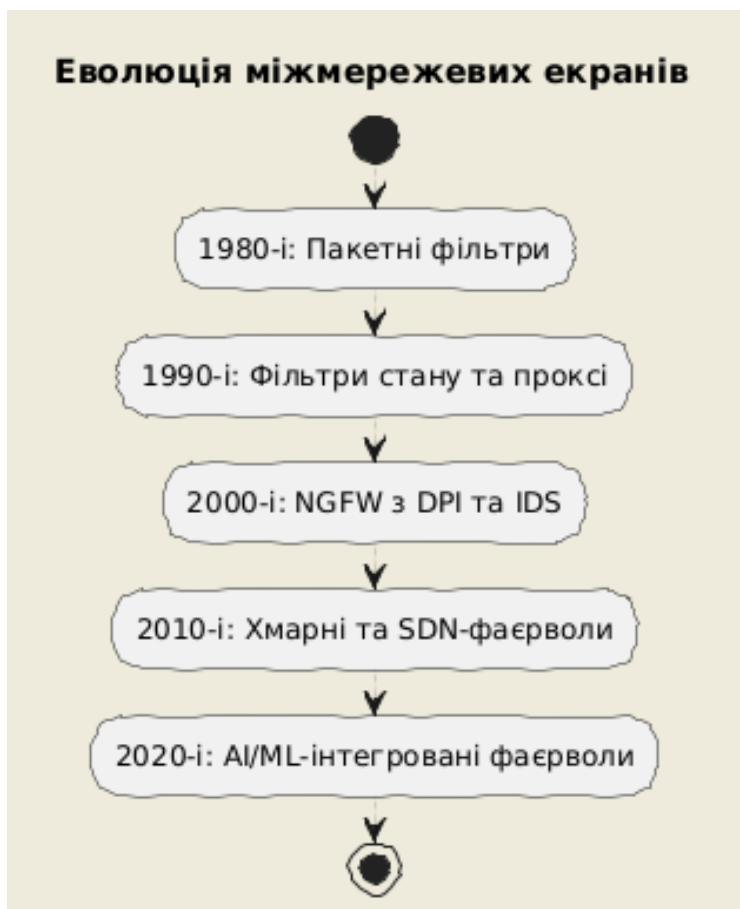 Еволюція міжмережевих екранів
1980-і: Пакетні фільтри
1990-і: Фільтри стану та проксі
2000-і: NGFW з DPI та IDS
2010-і: Хмарні та SDN-фаєрволи
2020-і: AI/ML-інтегровані фаєрволи